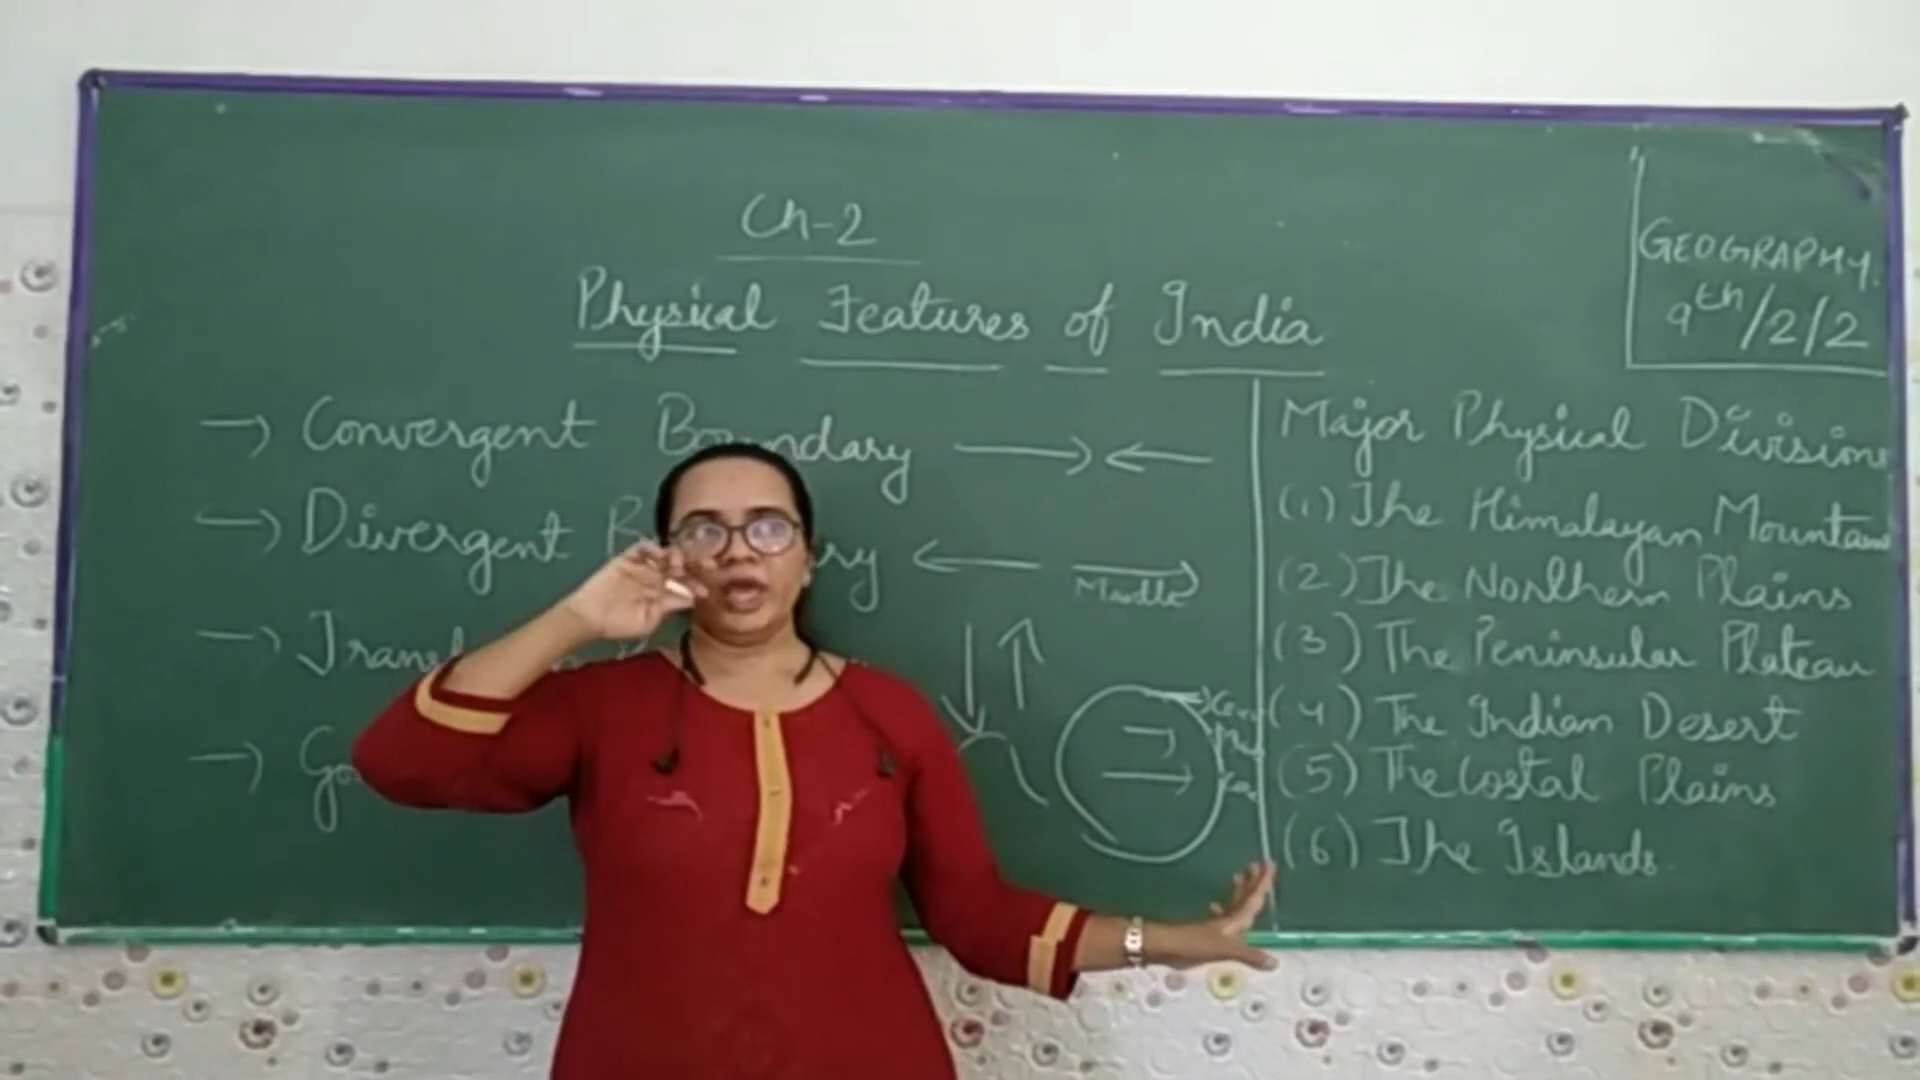 Ch-2
Physical Features of India
GEOGRAPHY.
9th/2/2
→ Convergent Boundary → ←
→ Divergent ← →
Mantle
Major Physical Divisions
(1) The Himalayan Mountains
(2) The Northern Plains
(3) The Peninsular Plateau
(4) The Indian Desert
(5) The Costal Plains
(6) The Islands